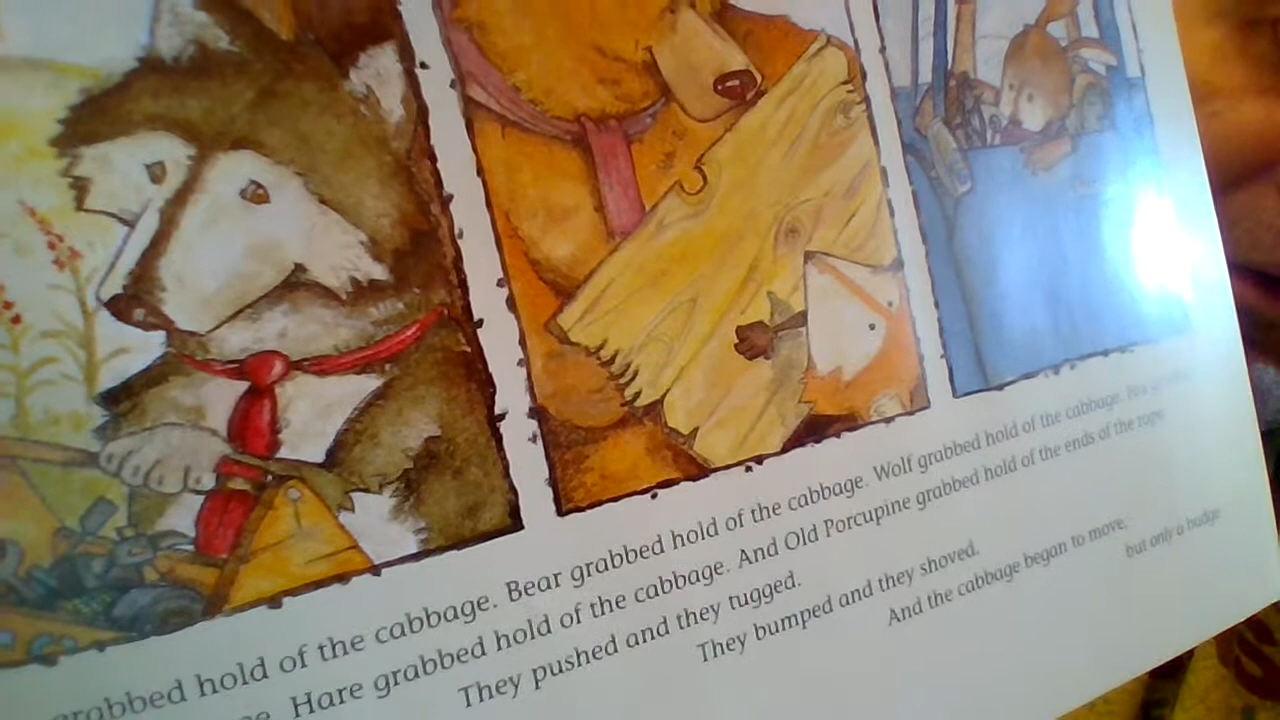 grabbed hold of the cabbage. Bear grabbed hold of the cabbage. Wolf grabbed hold of the cabbage.
Hare grabbed hold of the cabbage. And Old Porcupine grabbed hold of the ends of the rope.
They pushed and they tugged.
They bumped and they shoved.
And the cabbage began to move,
but only a budge